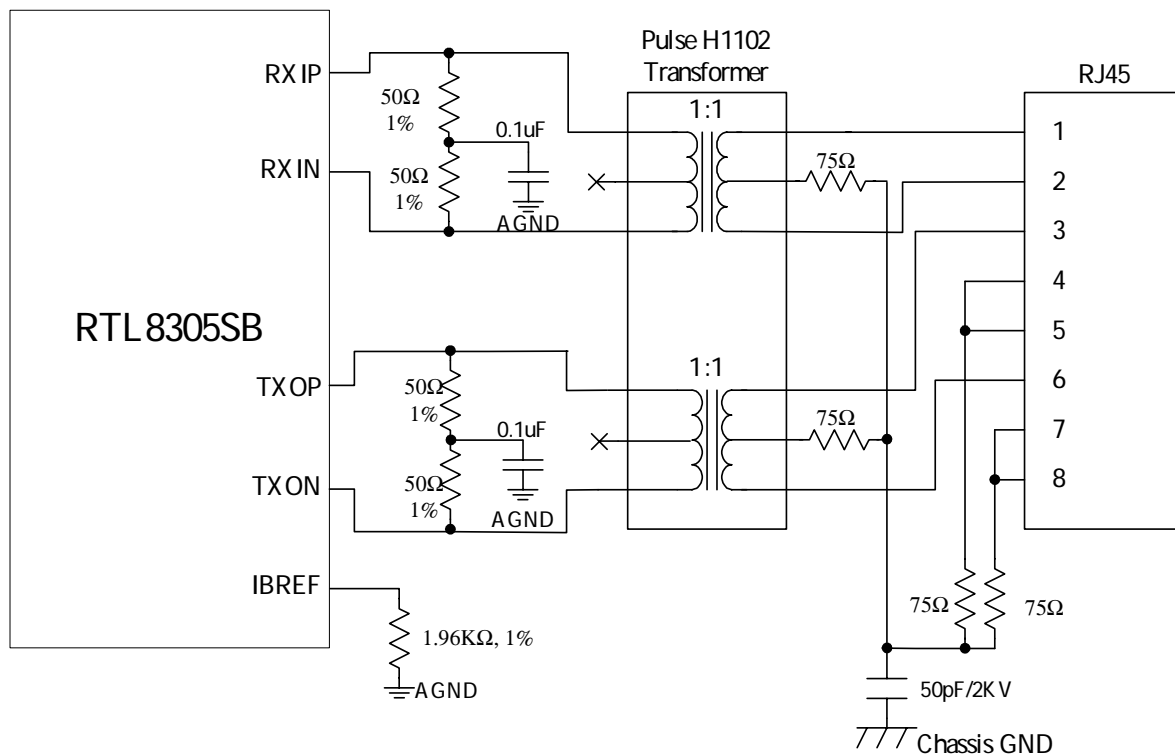 Pulse H1102
Transformer
RJ45
RXIP
50Ω
1%
0.1uF
1:1
1
75Ω
2
RXIN
50Ω
1%
AGND
3
4
5
RTL8305SB
1:1
6
TXOP
50Ω
1%
0.1uF
75Ω
7
8
TXON
50Ω
1%
AGND
IBREF
75Ω
75Ω
1.96KΩ, 1%
AGND
50pF/2KV
Chassis GND